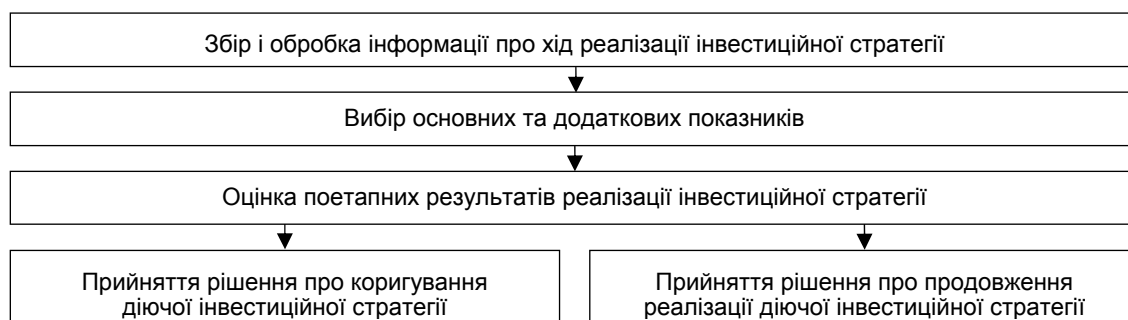 Збір і обробка інформації про хід реалізації інвестиційної стратегії
Вибір основних та додаткових показників
Оцінка поетапних результатів реалізації інвестиційної стратегії
Прийняття рішення про коригування
діючої інвестиційної стратегії
Прийняття рішення про продовження
реалізації діючої інвестиційної стратегії